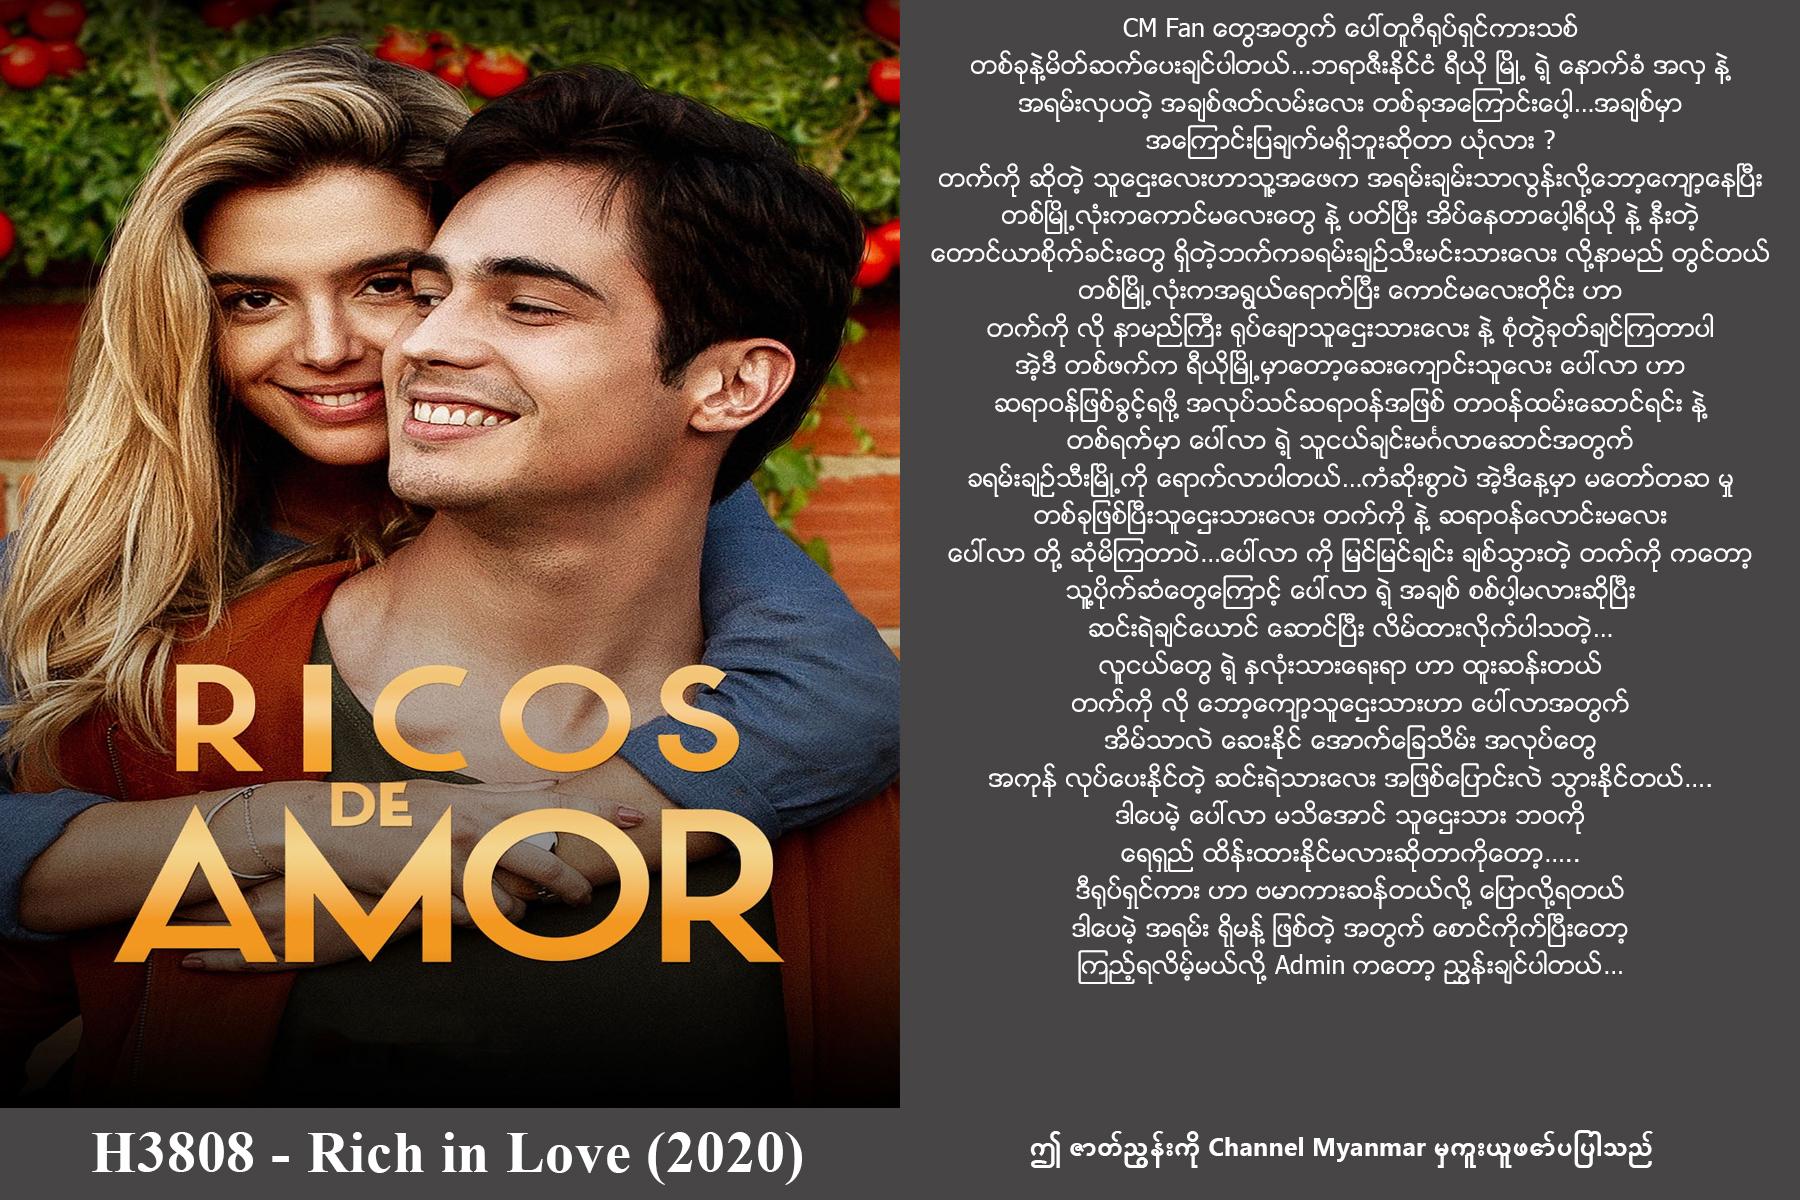 RICOS
DE
AMOR
H3808 - Rich in Love (2020)
CM Fan တွေအတွက် ပေါ်တူဂီရုပ်ရှင်ကားသစ်
တစ်ခုနဲ့မိတ်ဆက်ပေးချင်ပါတယ်...ဘရာဇီးနိုင်ငံ ရီယို မြို့ ရဲ့ နောက်ခံ အလှ နဲ့
အရမ်းလှပတဲ့ အချစ်ဇတ်လမ်းလေး တစ်ခုအကြောင်းပေါ့...အချစ်မှာ
အကြောင်းပြချက်မရှိဘူးဆိုတာ ယုံလား ?
တက်ကို ဆိုတဲ့ သူဌေးလေးဟာသူ့အဖေက အရမ်းချမ်းသာလွန်းလို့ဘော့ကျော့နေပြီး
တစ်မြို့လုံးကကောင်မလေးတွေ နဲ့ ပတ်ပြီး အိပ်နေတာပေါ့ရီယို နဲ့ နီးတဲ့
တောင်ယာစိုက်ခင်းတွေ ရှိတဲ့ဘက်ကခရမ်းချဉ်သီးမင်းသားလေး လို့နာမည် တွင်တယ်
တစ်မြို့လုံးကအရွယ်ရောက်ပြီး ကောင်မလေးတိုင်း ဟာ
တက်ကို လို နာမည်ကြီး ရုပ်ချောသူဌေးသားလေး နဲ့ စုံတွဲခုတ်ချင်ကြတာပါ
အဲ့ဒီ တစ်ဖက်က ရီယိုမြို့မှာတော့ဆေးကျောင်းသူလေး ပေါ်လာ ဟာ
ဆရာဝန်ဖြစ်ခွင့်ရဖို့ အလုပ်သင်ဆရာဝန်အဖြစ် တာဝန်ထမ်းဆောင်ရင်း နဲ့
တစ်ရက်မှာ ပေါ်လာ ရဲ့ သူငယ်ချင်းမင်္ဂလာဆောင်အတွက်
ခရမ်းချဉ်သီးမြို့ကို ရောက်လာပါတယ်...ကံဆိုးစွာပဲ အဲ့ဒီနေ့မှာ မတော်တဆ မှု
တစ်ခုဖြစ်ပြီးသူဌေးသားလေး တက်ကို နဲ့ ဆရာဝန်လောင်းမလေး
ပေါ်လာ တို့ ဆုံမိကြတာပဲ...ပေါ်လာ ကို မြင်မြင်ချင်း ချစ်သွားတဲ့ တက်ကို ကတော့
သူ့ပိုက်ဆံတွေကြောင့် ပေါ်လာ ရဲ့ အချစ် စစ်ပါ့မလားဆိုပြီး
ဆင်းရဲချင်ယောင် ဆောင်ပြီး လိမ်ထားလိုက်ပါသတဲ့...
လူငယ်တွေ ရဲ့ နှလုံးသားရေးရာ ဟာ ထူးဆန်းတယ်
တက်ကို လို ဘော့ကျော့သူဌေးသားဟာ ပေါ်လာအတွက်
အိမ်သာလဲ ဆေးနိုင် အောက်ခြေသိမ်း အလုပ်တွေ
အကုန် လုပ်ပေးနိုင်တဲ့ ဆင်းရဲသားလေး အဖြစ်ပြောင်းလဲ သွားနိုင်တယ်....
ဒါပေမဲ့ ပေါ်လာ မသိအောင် သူဌေးသား ဘဝကို
ရေရှည် ထိန်းထားနိုင်မလားဆိုတာကိုတော့.....
ဒီရုပ်ရှင်ကား ဟာ ဗမာကားဆန်တယ်လို့ ပြောလို့ရတယ်
ဒါပေမဲ့ အရမ်း ရိုမန့် ဖြစ်တဲ့ အတွက် စောင်ကိုက်ပြီးတော့
ကြည့်ရလိမ့်မယ်လို့ Admin ကတော့ ညွှန်းချင်ပါတယ်...
ဤ ဇာတ်ညွှန်းကို Channel Myanmar မှကူးယူဖော်ပပြါသည်